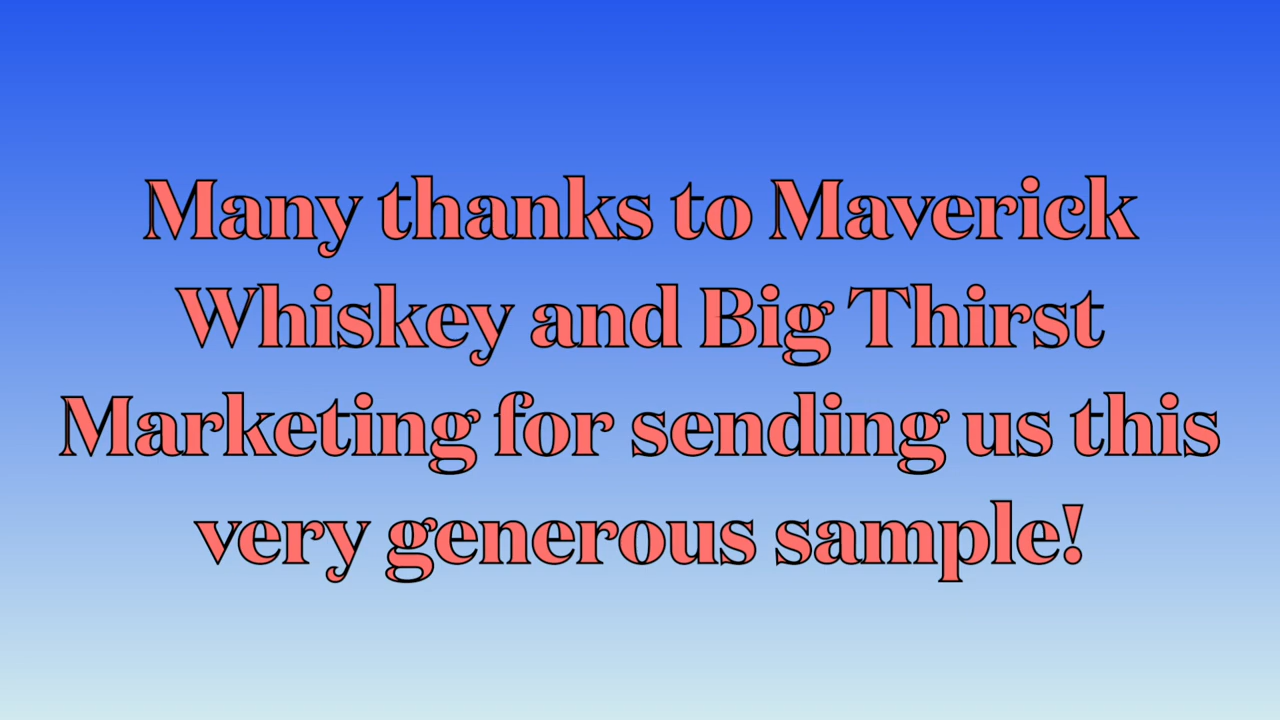 Many thanks to Maverick
Whiskey and Big Thirst
Marketing for sending us this
very generous sample!